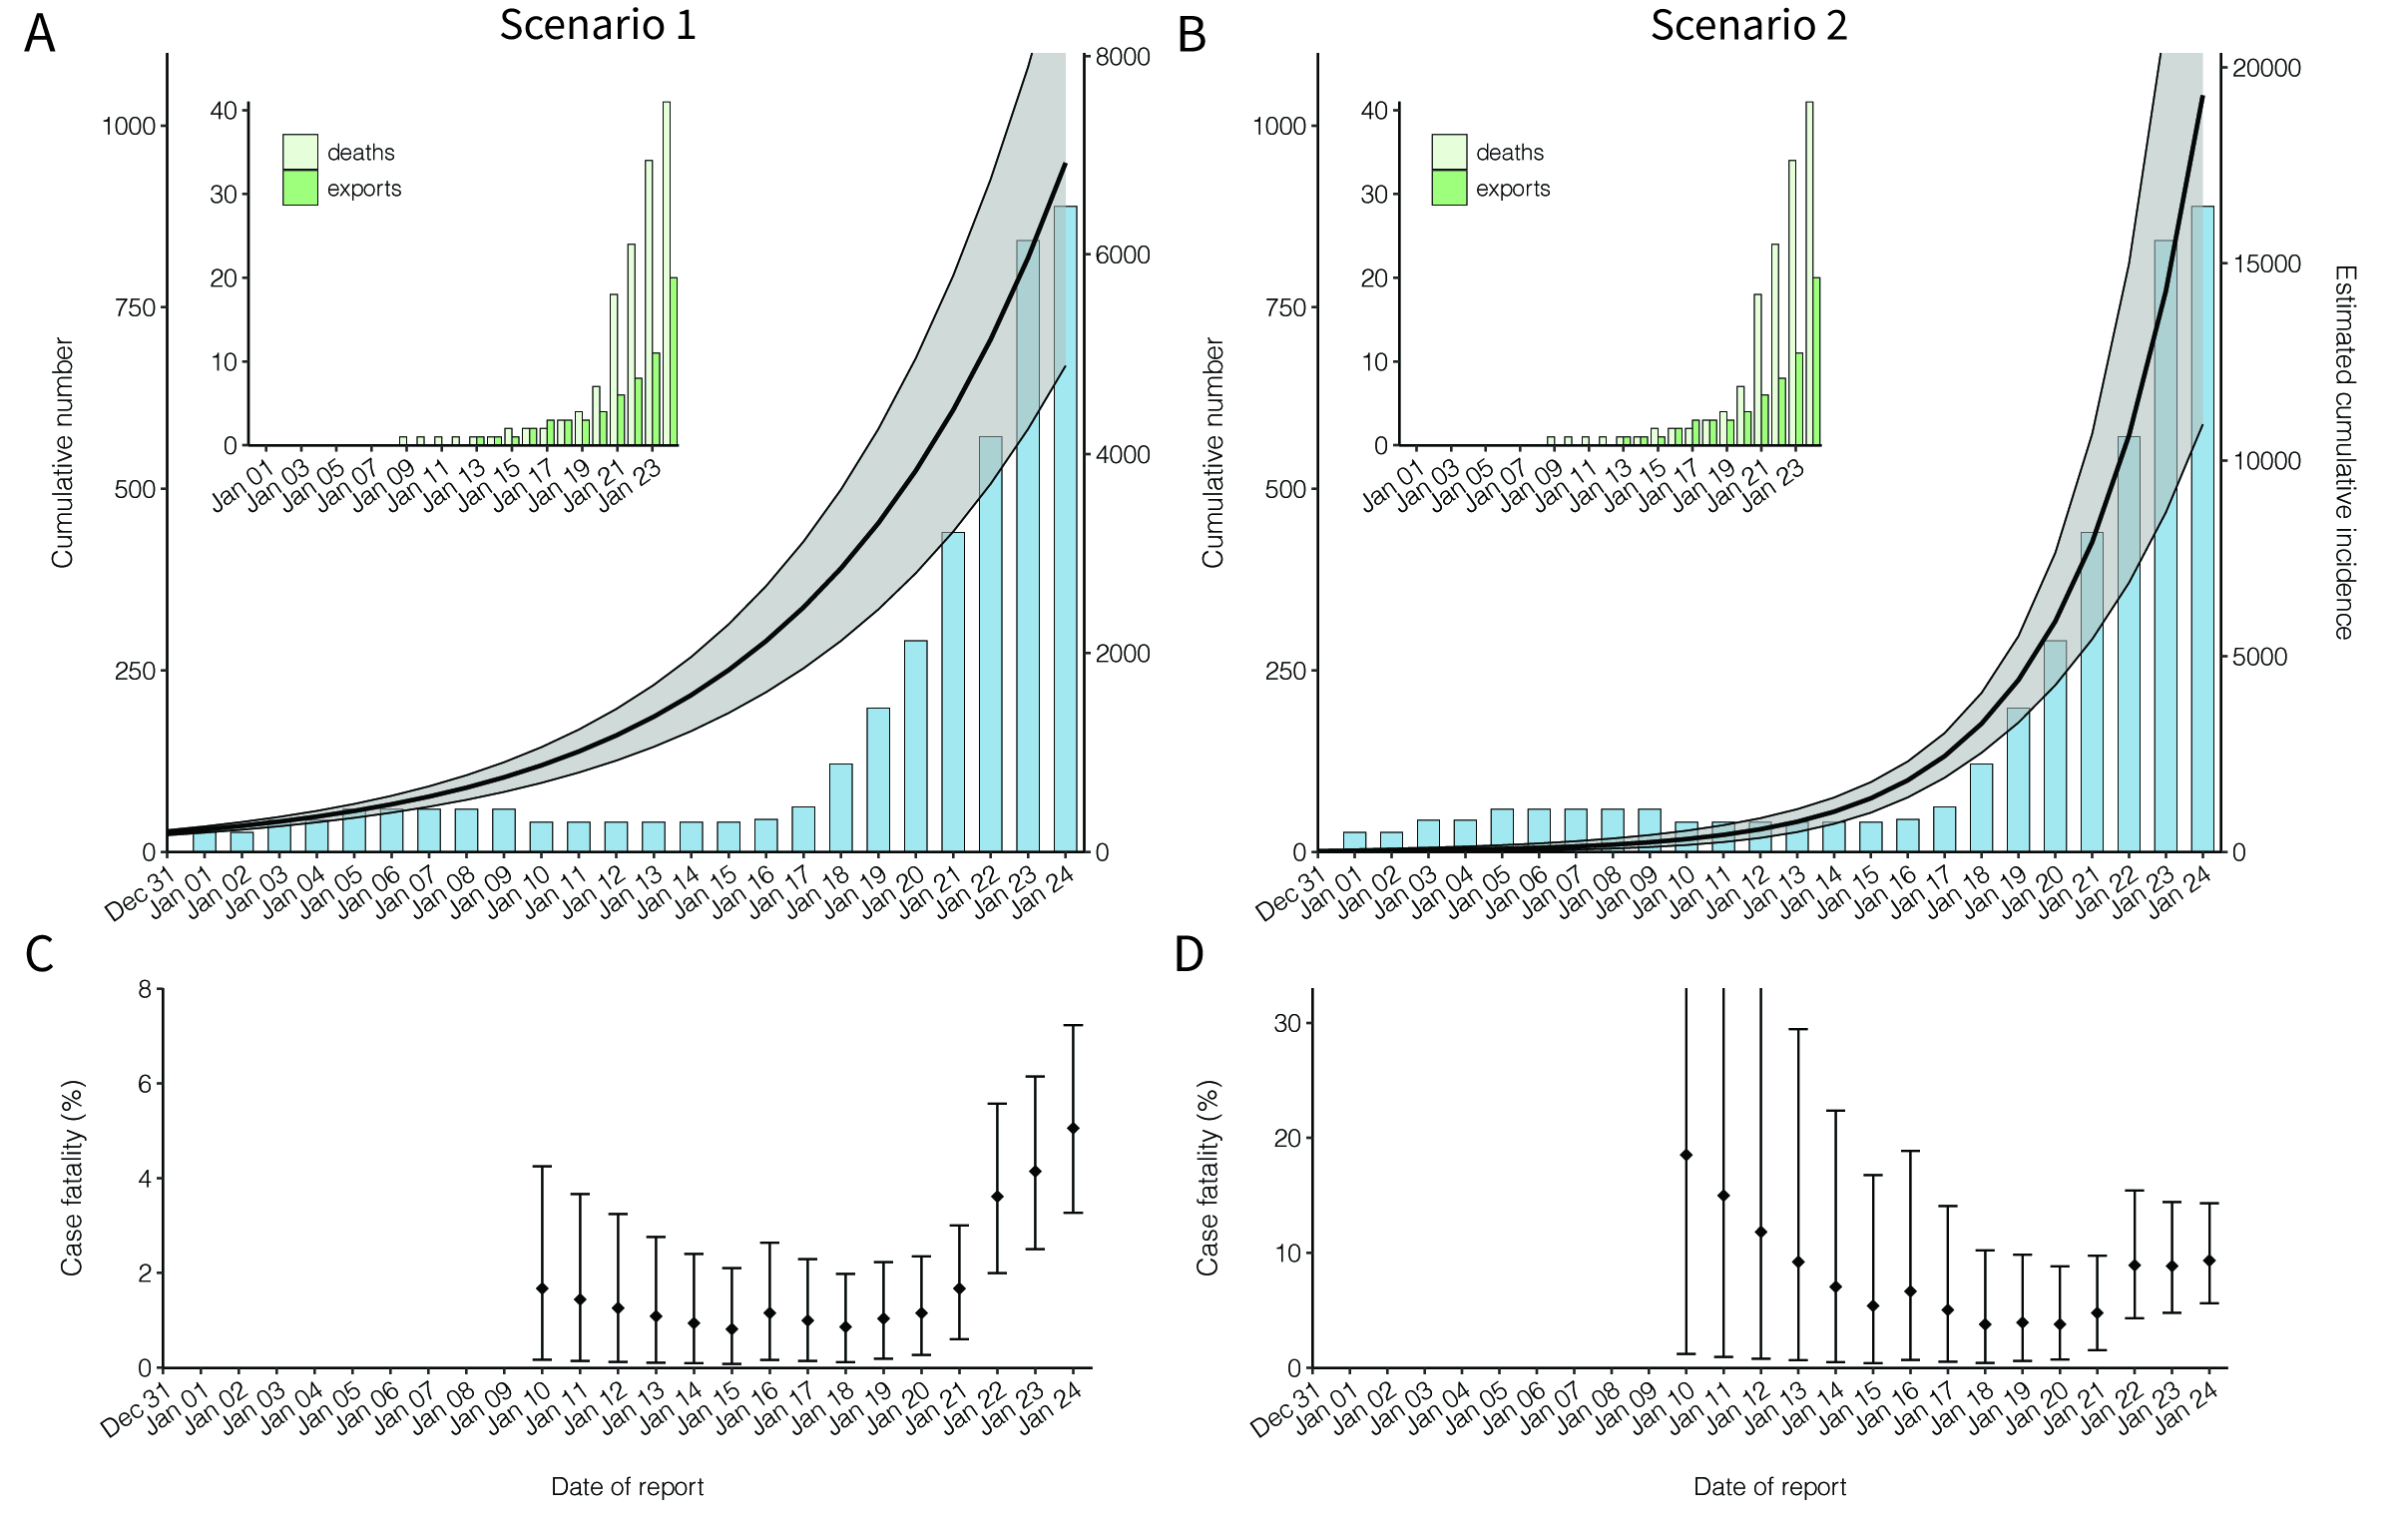 A
Scenario 1
Cumulative number
1000
750
500
250
0
8000
6000
4000
2000
0
40
30
20
10
0
deaths
exports
Jan 01
Jan 03
Jan 05
Jan 07
Jan 09
Jan 11
Jan 13
Jan 15
Jan 17
Jan 19
Jan 21
Jan 23
Dec 31
Jan 01
Jan 02
Jan 03
Jan 04
Jan 05
Jan 06
Jan 07
Jan 08
Jan 09
Jan 10
Jan 11
Jan 12
Jan 13
Jan 14
Jan 15
Jan 16
Jan 17
Jan 18
Jan 19
Jan 20
Jan 21
Jan 22
Jan 23
Jan 24
B
Scenario 2
Cumulative number
1000
750
500
250
0
20000
15000
10000
5000
0
Estimated cumulative incidence
40
30
20
10
0
deaths
exports
Jan 01
Jan 03
Jan 05
Jan 07
Jan 09
Jan 11
Jan 13
Jan 15
Jan 17
Jan 19
Jan 21
Jan 23
Dec 31
Jan 01
Jan 02
Jan 03
Jan 04
Jan 05
Jan 06
Jan 07
Jan 08
Jan 09
Jan 10
Jan 11
Jan 12
Jan 13
Jan 14
Jan 15
Jan 16
Jan 17
Jan 18
Jan 19
Jan 20
Jan 21
Jan 22
Jan 23
Jan 24
C
Case fatality (%)
8
6
4
2
0
Dec 31
Jan 01
Jan 02
Jan 03
Jan 04
Jan 05
Jan 06
Jan 07
Jan 08
Jan 09
Jan 10
Jan 11
Jan 12
Jan 13
Jan 14
Jan 15
Jan 16
Jan 17
Jan 18
Jan 19
Jan 20
Jan 21
Jan 22
Jan 23
Jan 24
Date of report
D
Case fatality (%)
30
20
10
0
Dec 31
Jan 01
Jan 02
Jan 03
Jan 04
Jan 05
Jan 06
Jan 07
Jan 08
Jan 09
Jan 10
Jan 11
Jan 12
Jan 13
Jan 14
Jan 15
Jan 16
Jan 17
Jan 18
Jan 19
Jan 20
Jan 21
Jan 22
Jan 23
Jan 24
Date of report